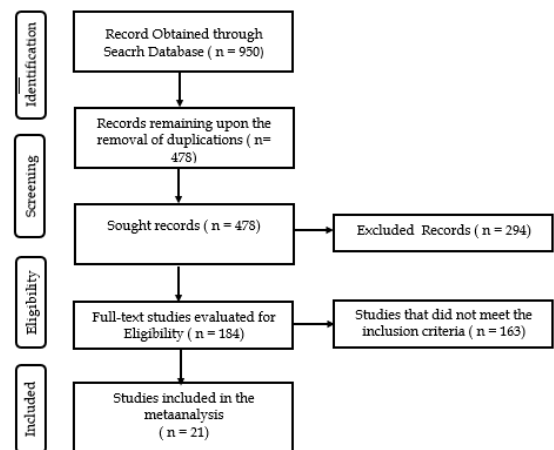 Identification
Record Obtained through
Seacrh Database ( n = 950)
Records remaining upon the
removal of duplications ( n=
478)
Screening
Sought records ( n = 478)
Excluded Records ( n = 294)
Eligibility
Full-text studies evaluated for
Eligibility ( n = 184)
Studies that did not meet the
inclusion criteria ( n = 163)
Included
Studies included in the
metaanalysis
( n = 21)